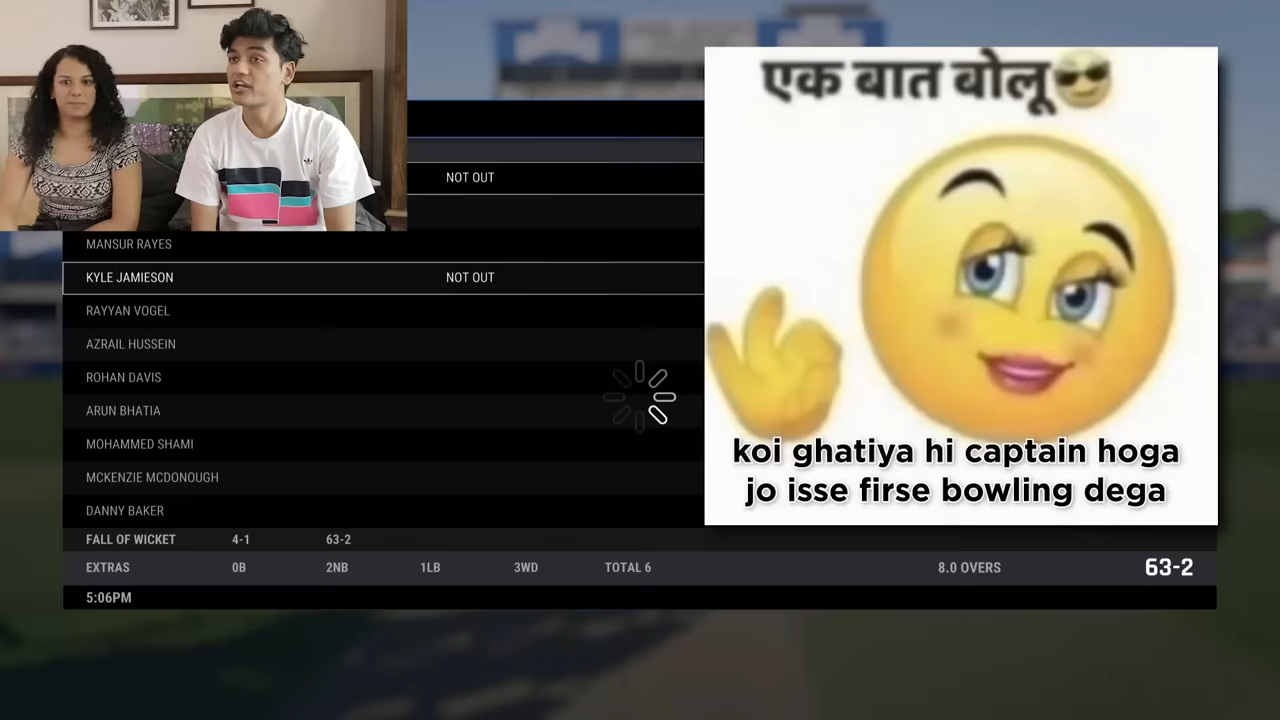 एक बात बोलू
NOT OUT
MANSUR RAYES
KYLE JAMIESON NOT OUT
RAYYAN VOGEL
AZRAIL HUSSEIN
ROHAN DAVIS
ARUN BHATIA
MOHAMMED SHAMI
MCKENZIE MCDONOUGH
DANNY BAKER
koi ghatiya hi captain hoga
jo isse firse bowling dega
FALL OF WICKET 4-1 63-2
EXTRAS 0B 2NB 1LB 3WD TOTAL 6 8.0 OVERS 63-2
5:06PM